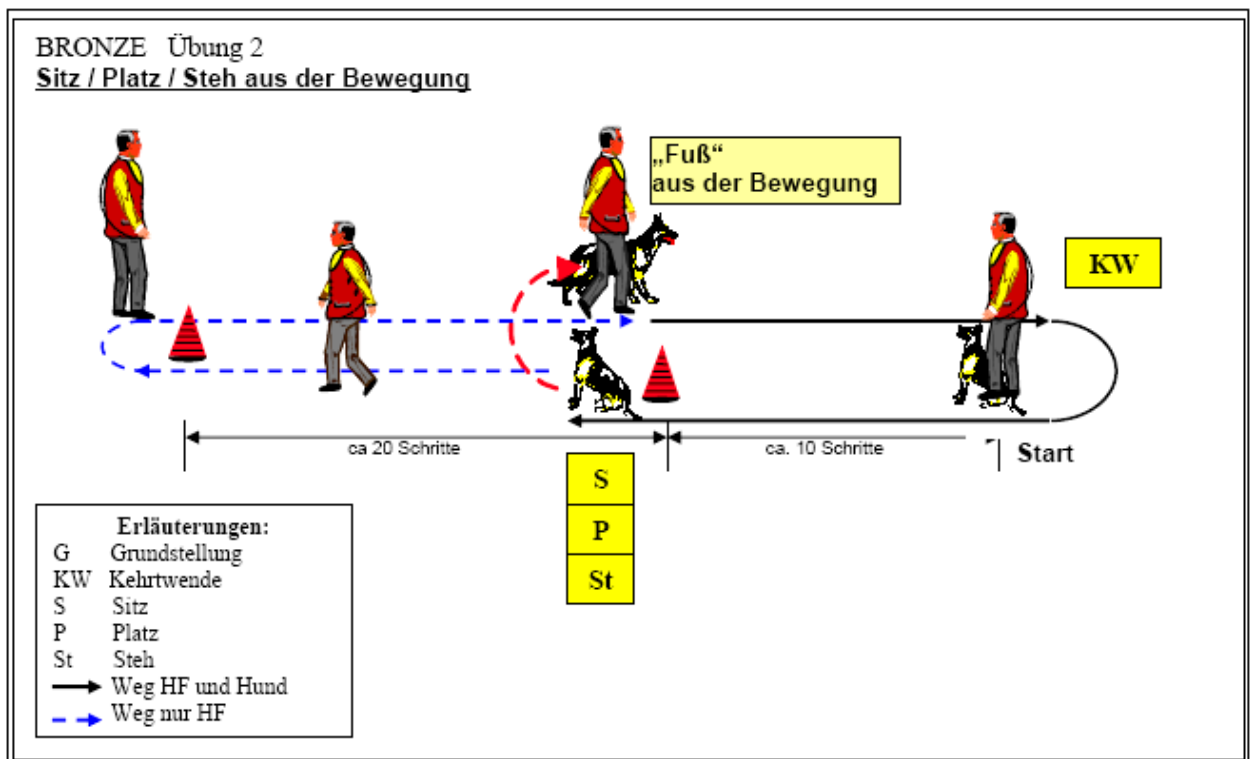 BRONZE Übung 2
Sitz / Platz / Steh aus der Bewegung
„Fuß“
aus der Bewegung
KW
ca 20 Schritte
ca. 10 Schritte
Start
S
P
St
Erläuterungen:
G Grundstellung
KW Kehrtwende
S Sitz
P Platz
St Steh
Weg HF und Hund
Weg nur HF